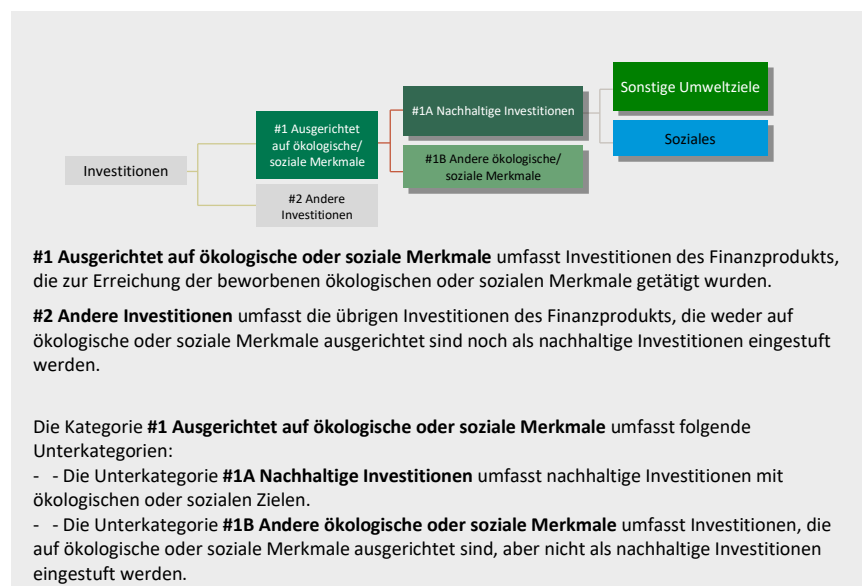 Investitionen
#1 Ausgerichtet
auf ökologische/
soziale Merkmale
#2 Andere
Investitionen
#1A Nachhaltige Investitionen
#1B Andere ökologische/
soziale Merkmale
Sonstige Umweltziele
Soziales
#1 Ausgerichtet auf ökologische oder soziale Merkmale umfasst Investitionen des Finanzprodukts,
die zur Erreichung der beworbenen ökologischen oder sozialen Merkmale getätigt wurden.
#2 Andere Investitionen umfasst die übrigen Investitionen des Finanzprodukts, die weder auf
ökologische oder soziale Merkmale ausgerichtet sind noch als nachhaltige Investitionen eingestuft
werden.
Die Kategorie #1 Ausgerichtet auf ökologische oder soziale Merkmale umfasst folgende
Unterkategorien:
- - Die Unterkategorie #1A Nachhaltige Investitionen umfasst nachhaltige Investitionen mit
ökologischen oder sozialen Zielen.
- - Die Unterkategorie #1B Andere ökologische oder soziale Merkmale umfasst Investitionen, die
auf ökologische oder soziale Merkmale ausgerichtet sind, aber nicht als nachhaltige Investitionen
eingestuft werden.